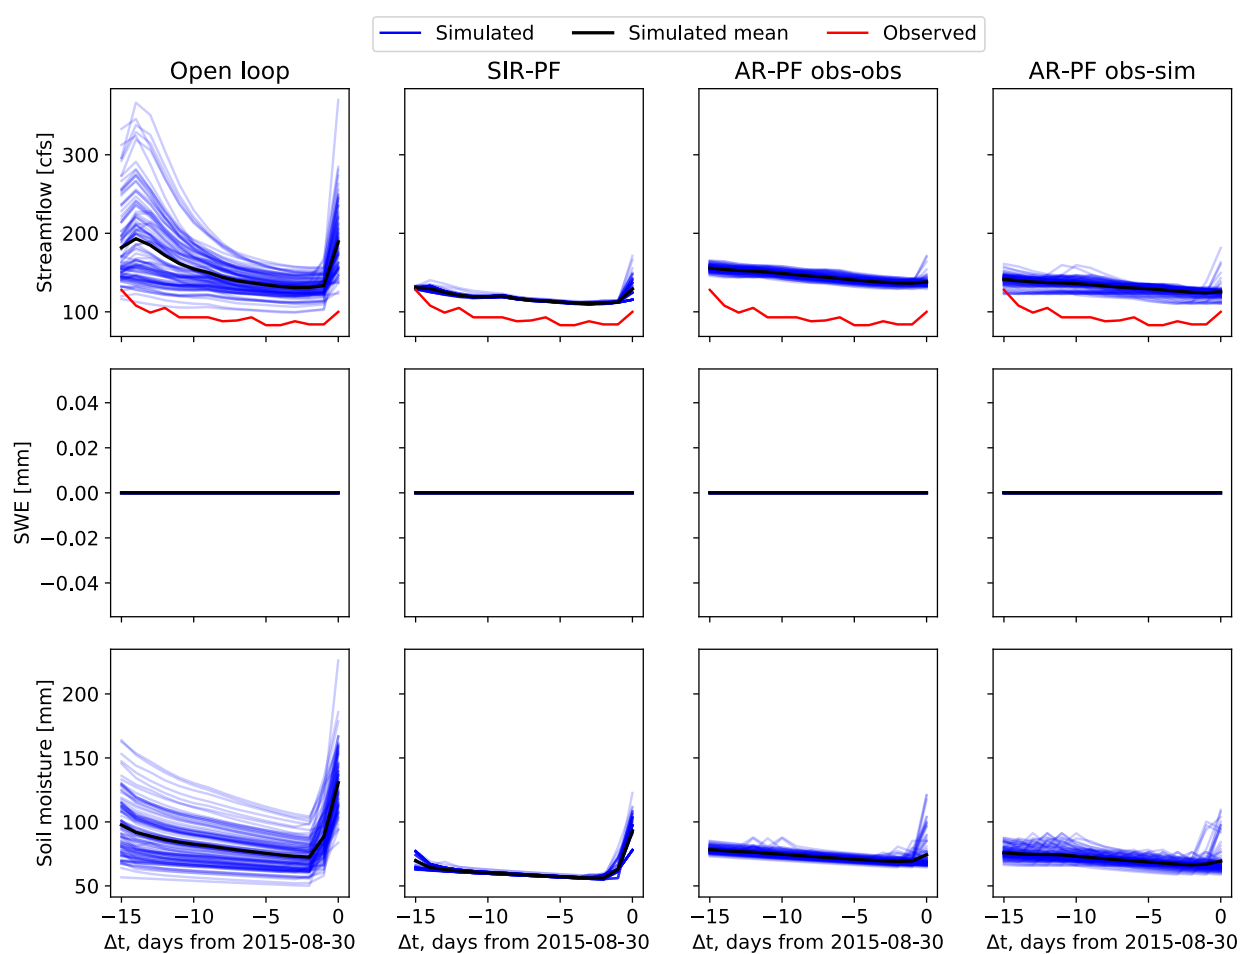 Simulated Simulated mean Observed
Open loop SIR-PF AR-PF obs-obs AR-PF obs-sim
Streamflow [cfs]
300
200
100
SWE [mm]
0.04
0.02
0.00
−0.02
−0.04
Soil moisture [mm]
200
150
100
50
−15 −10 −5 0 −15 −10 −5 0 −15 −10 −5 0 −15 −10 −5 0
Δt, days from 2015-08-30 Δt, days from 2015-08-30 Δt, days from 2015-08-30 Δt, days from 2015-08-30